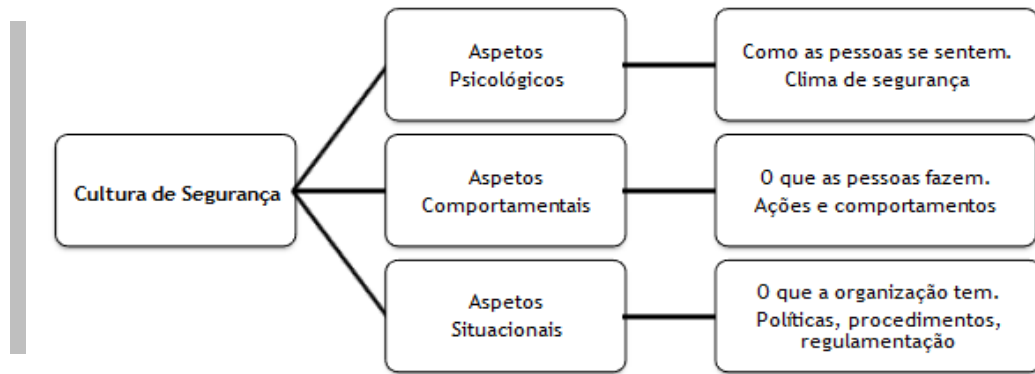 Cultura de Segurança
Aspetos
Psicológicos
Como as pessoas se sentem.
Clima de segurança
Aspetos
Comportamentais
O que as pessoas fazem.
Ações e comportamentos
Aspetos
Situacionais
O que a organização tem.
Políticas, procedimentos,
regulamentação